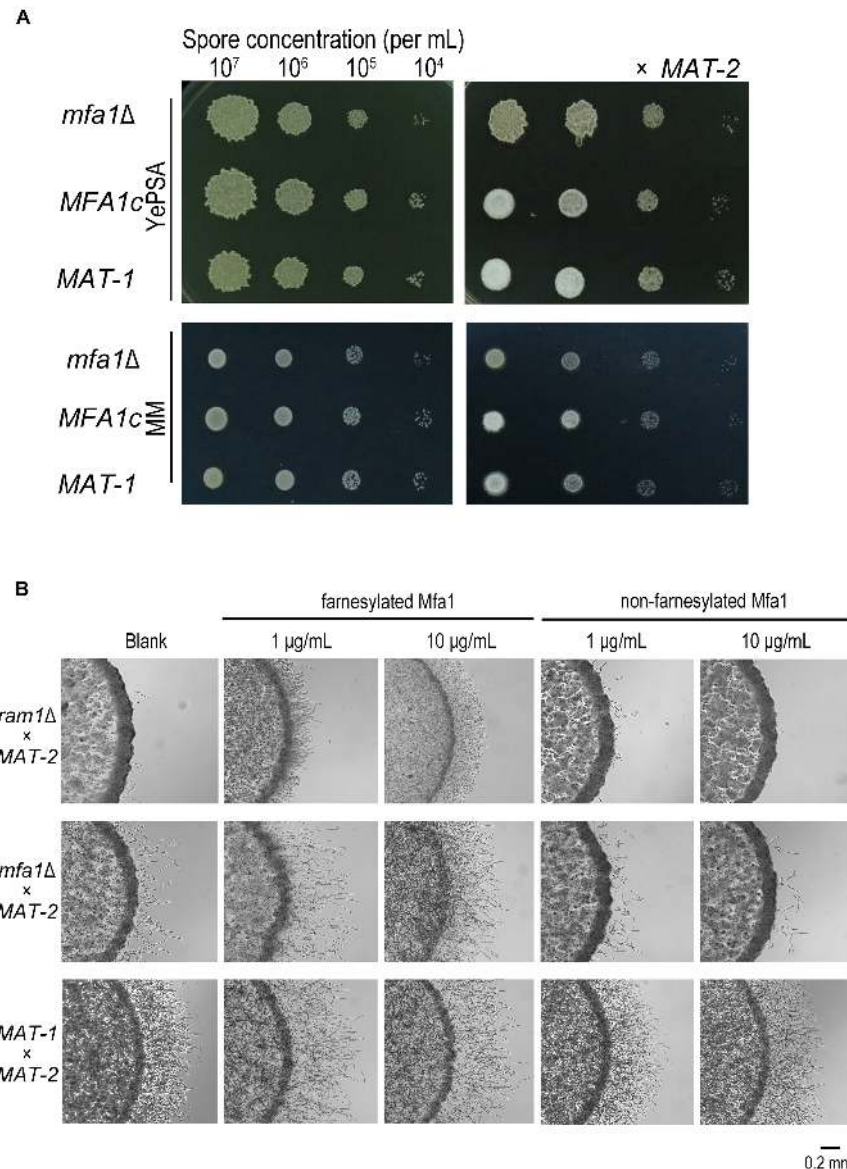 A
Spore concentration (per mL)
10⁷ 10⁶ 10⁵ 10⁴ × MAT-2
mfa1Δ
MFA1c
MAT-1
YePSA
mfa1Δ
MFA1c
MAT-1
MM
B
farnesylated Mfa1 non-farnesylated Mfa1
Blank 1 µg/mL 10 µg/mL 1 µg/mL 10 µg/mL
ram1Δ
×
MAT-2
mfa1Δ
×
MAT-2
MAT-1
×
MAT-2
0.2 mm